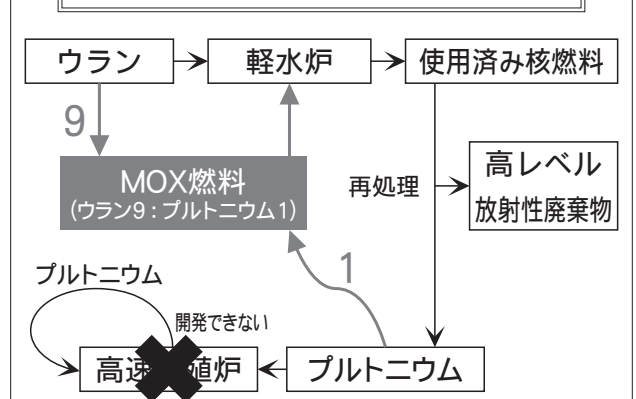 ウラン
軽水炉
使用済み核燃料
9
MOX燃料
(ウラン9：プルトニウム1)
再処理
高レベル
放射性廃棄物
1
プルトニウム
開発できない
高速 殖炉
プルトニウム